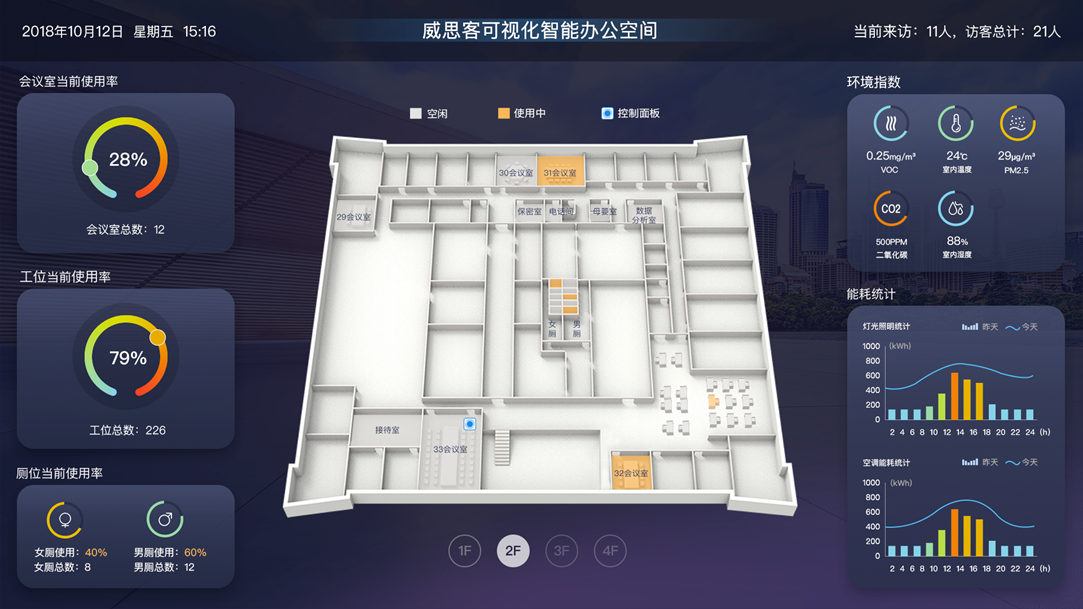 2018年10月12日 星期五 15:16
威思客可视化智能办公空间
当前来访：11人，访客总计：21人
会议室当前使用率
28%
会议室总数：12
工位当前使用率
79%
工位总数：226
厕位当前使用率
女厕使用：40%
女厕总数：8
男厕使用：60%
男厕总数：12
空闲
使用中
控制面板
30会议室
31会议室
29会议室
保密室
电话间
母婴室
数据
分析室
女厕
男厕
接待室
33会议室
32会议室
1F
2F
3F
4F
环境指数
0.25mg/m³
VOC
24℃
室内温度
29μg/m³
PM2.5
CO2
500PPM
二氧化碳
88%
室内湿度
能耗统计
灯光照明统计
昨天
今天
(kWh)
1000
800
600
400
200
0
2 4 6 8 10 12 14 16 18 20 22 24 (h)
空调能耗统计
昨天
今天
(kWh)
1000
800
600
400
200
0
2 4 6 8 10 12 14 16 18 20 22 24 (h)